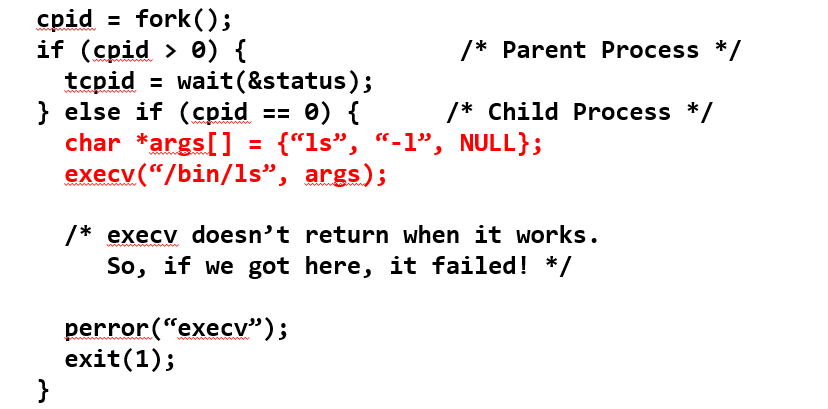 cpid = fork();
if (cpid > 0) { /* Parent Process */
tcpid = wait(&status);
} else if (cpid == 0) { /* Child Process */
char *args[] = {“ls”, “-l”, NULL};
execv(“/bin/ls”, args);
/* execv doesn’t return when it works.
So, if we got here, it failed! */
perror(“execv”);
exit(1);
}